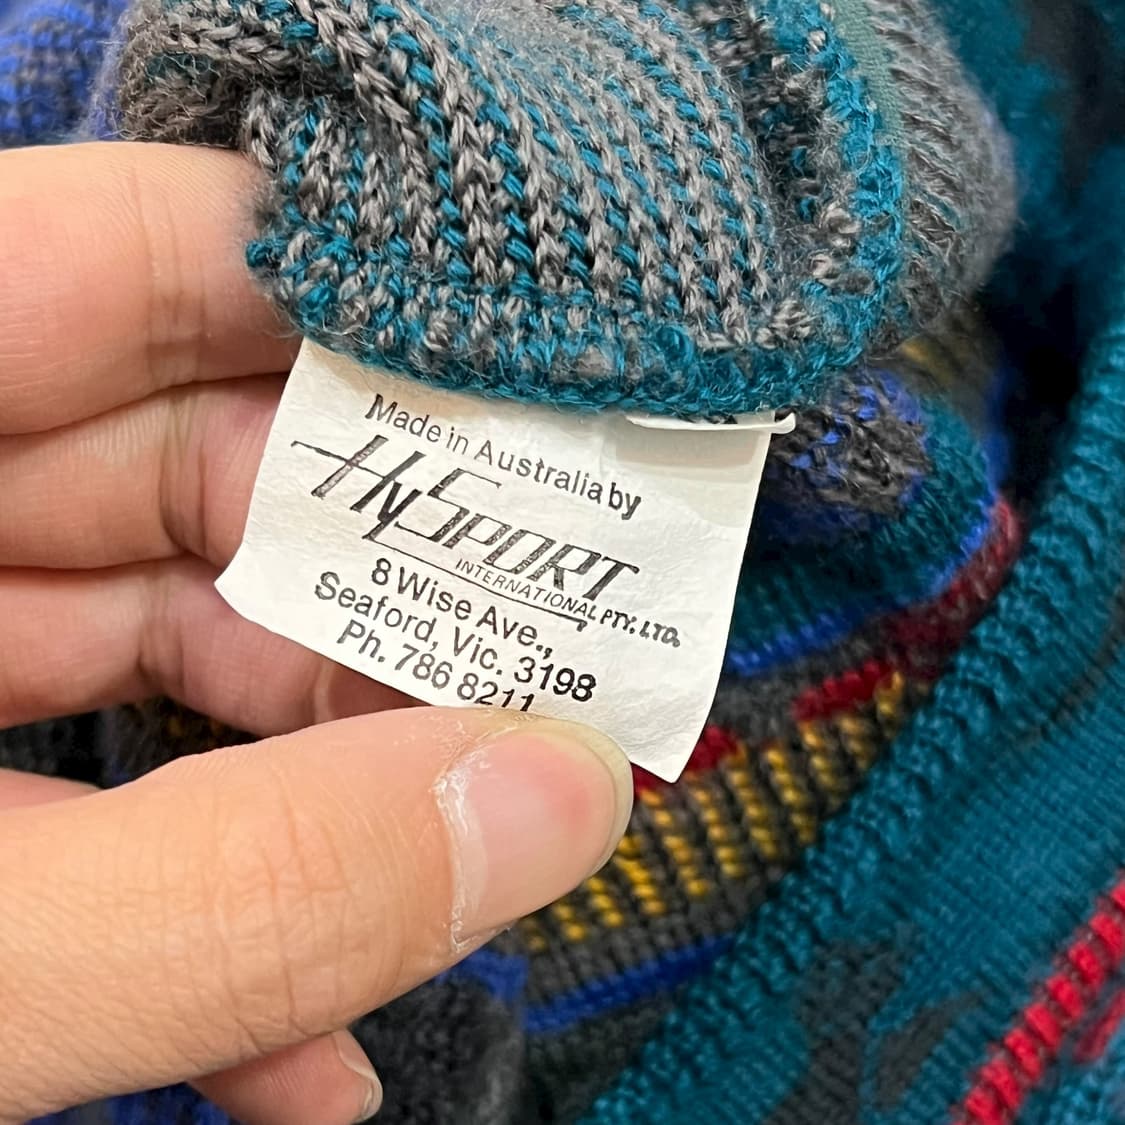 Made in Australia by
HySPORT
INTERNATIONAL PTY. LTD.
8 Wise Ave.,
Seaford, Vic. 3198
Ph. 786 8211